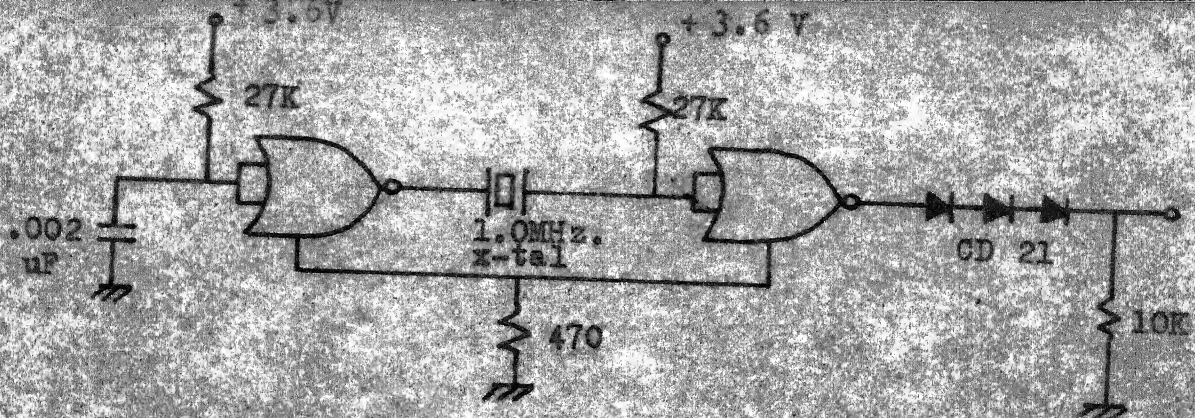 + 3.6V
+ 3.6 V
27K
27K
.002
uF
1.0MHz.
x-tal
CD 21
470
10K